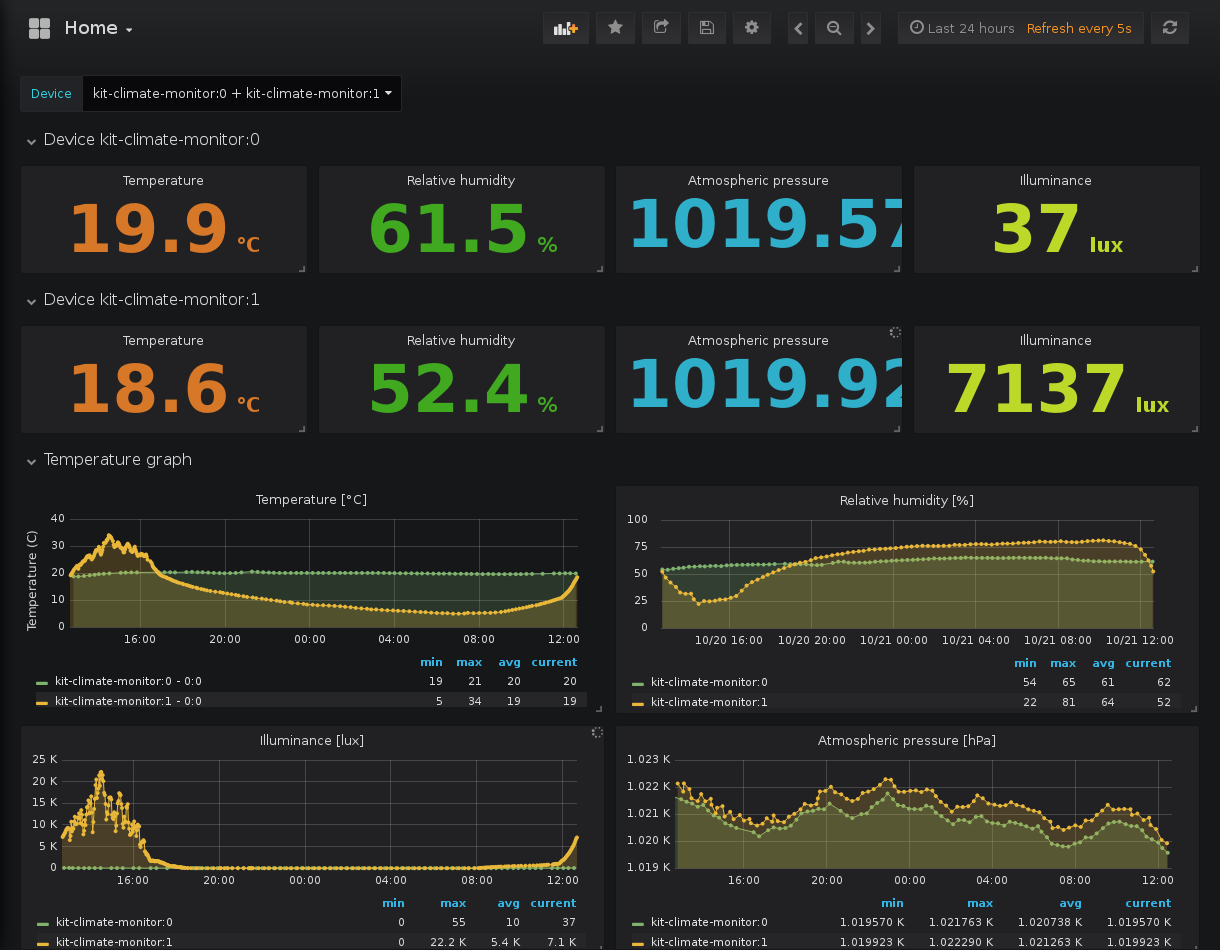 Home
Last 24 hours Refresh every 5s
Device kit-climate-monitor:0 + kit-climate-monitor:1
Device kit-climate-monitor:0
Temperature Relative humidity Atmospheric pressure Illuminance
19.9 °C 61.5 % 1019.57 37 lux
Device kit-climate-monitor:1
Temperature Relative humidity Atmospheric pressure Illuminance
18.6 °C 52.4 % 1019.92 7137 lux
Temperature graph
Temperature [°C]
Temperature (C)
40
30
20
10
0
16:00 20:00 00:00 04:00 08:00 12:00
min max avg current
kit-climate-monitor:0 - 0:0 19 21 20 20
kit-climate-monitor:1 - 0:0 5 34 19 19
Relative humidity [%]
100
75
50
25
0
10/20 16:00 10/20 20:00 10/21 00:00 10/21 04:00 10/21 08:00 10/21 12:00
min max avg current
kit-climate-monitor:0 54 65 61 62
kit-climate-monitor:1 22 81 64 52
Illuminance [lux]
25 K
20 K
15 K
10 K
5 K
0
16:00 20:00 00:00 04:00 08:00 12:00
min max avg current
kit-climate-monitor:0 0 55 10 37
kit-climate-monitor:1 0 22.2 K 5.4 K 7.1 K
Atmospheric pressure [hPa]
1.023 K
1.022 K
1.021 K
1.020 K
1.019 K
16:00 20:00 00:00 04:00 08:00 12:00
min max avg current
kit-climate-monitor:0 1.019570 K 1.021763 K 1.020738 K 1.019570 K
kit-climate-monitor:1 1.019923 K 1.022290 K 1.021263 K 1.019923 K